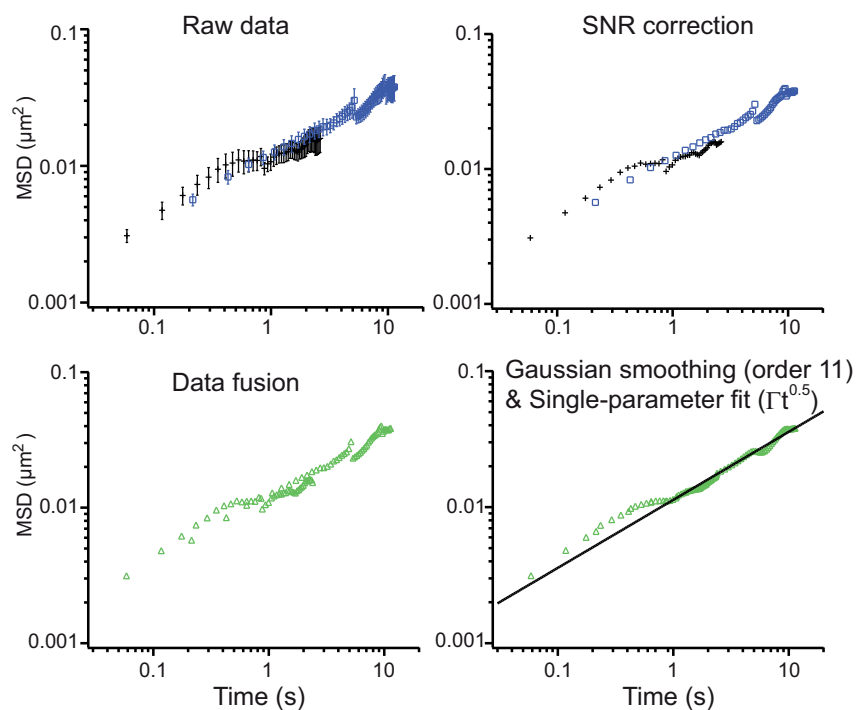 Raw data
SNR correction
0.1
0.01
0.001
MSD (µm²)
0.1
1
10
0.1
0.01
0.001
0.1
1
10
Data fusion
Gaussian smoothing (order 11)
& Single-parameter fit (Γt^0.5)
0.1
0.01
0.001
MSD (µm²)
0.1
1
10
Time (s)
0.1
0.01
0.001
0.1
1
10
Time (s)